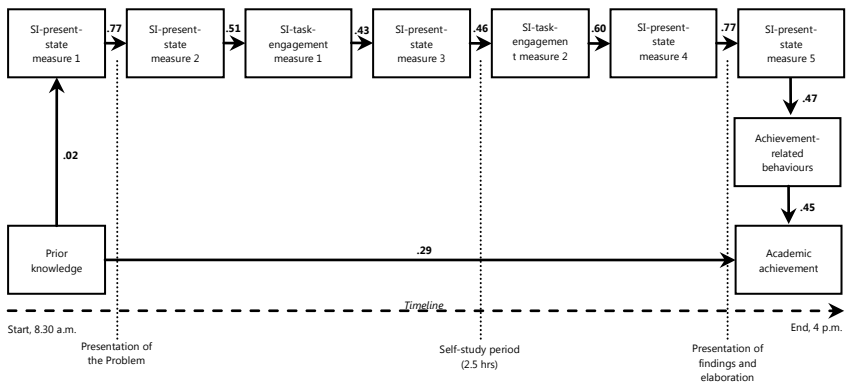 SI-present-
state
measure 1
.77
SI-present-
state
measure 2
.51
SI-task-
engagement
measure 1
.43
SI-present-
state
measure 3
.46
SI-task-
engagemen
t measure 2
.60
SI-present-
state
measure 4
.77
SI-present-
state
measure 5
.47
Achievement-
related
behaviours
.02
.45
Prior
knowledge
.29
Academic
achievement
Timeline
Start, 8.30 a.m.
End, 4 p.m.
Presentation of
the Problem
Self-study period
(2.5 hrs)
Presentation of
findings and
elaboration